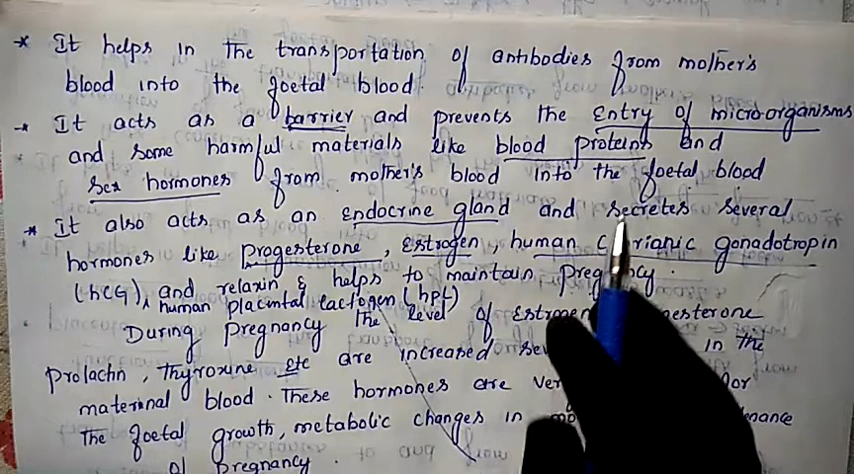 * It helps in the transportation of antibodies from mother's
blood into the foetal blood.
* It acts as a barrier and prevents the entry of microorganisms
and some harmful materials like blood proteins and
sex hormones from mother's blood into the foetal blood
* It also acts as an endocrine gland and secretes several
hormones like progesterone, Estrogen, human gonadotropin
(hCG), and relaxin & helps to maintain pregnancy.
human placental lactogen (hpL)
During pregnancy the level of Estrogen
Prolactin, Thyroxine etc are increased in the
maternal blood. These hormones are
the foetal growth, metabolic changes in
of pregnancy.